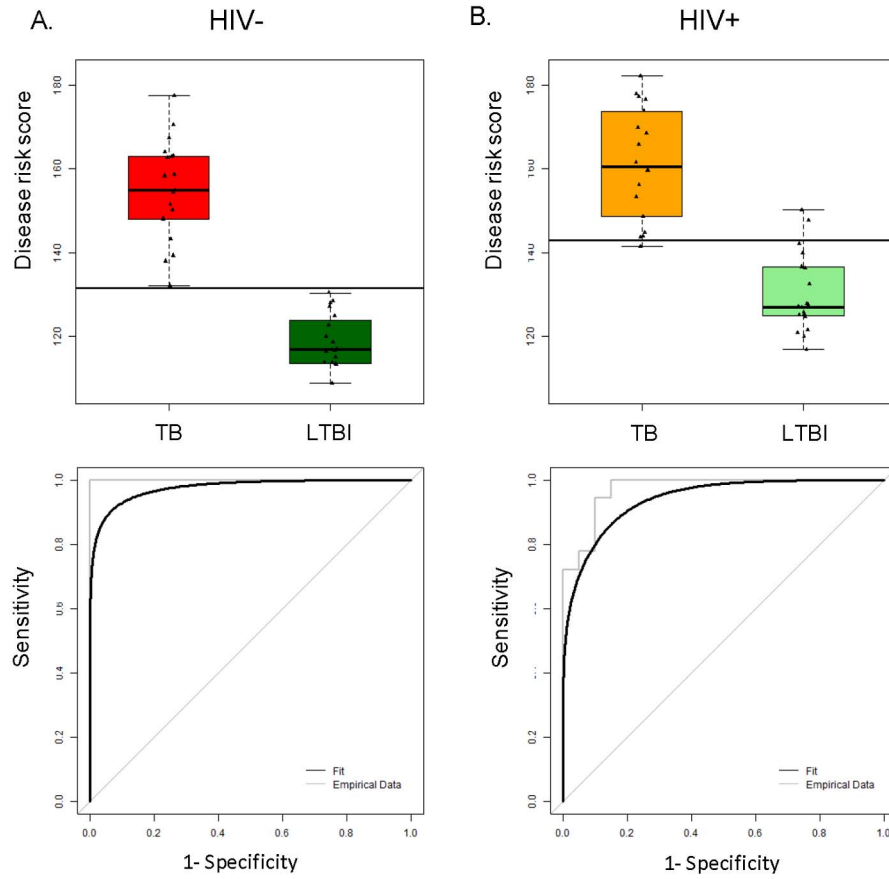 A.
HIV-
B.
HIV+
Disease risk score
180
160
140
120
TB
LTBI
Disease risk score
180
160
140
120
TB
LTBI
Sensitivity
1.0
0.8
0.6
0.4
0.2
0.0
Fit
Empirical Data
0.0 0.2 0.4 0.6 0.8 1.0
1- Specificity
Sensitivity
1.0
0.8
0.2
0.0
Fit
Empirical Data
0.0 0.2 0.4 0.6 0.8 1.0
1- Specificity